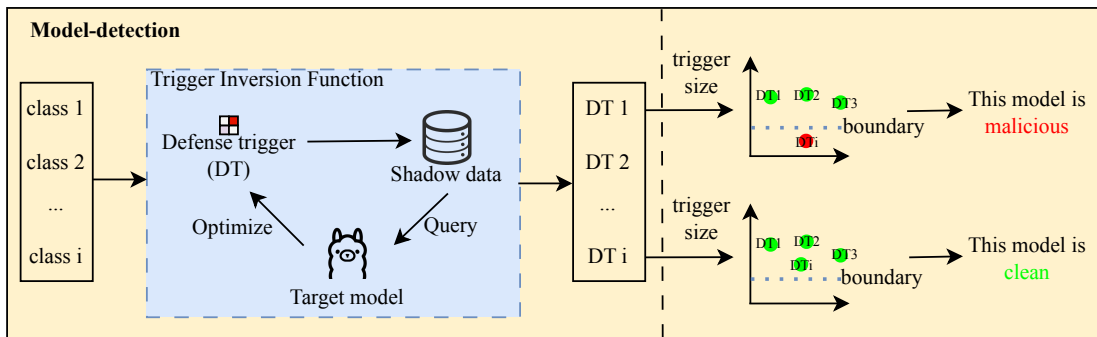 Model-detection
class 1
class 2
...
class i
Trigger Inversion Function
Defense trigger
(DT)
Shadow data
Optimize
Query
Target model
DT 1
DT 2
...
DT i
trigger
size
DT1
DT2
DT3
boundary
DTi
This model is
malicious
trigger
size
DT1
DT2
DT3
DTi
boundary
This model is
clean